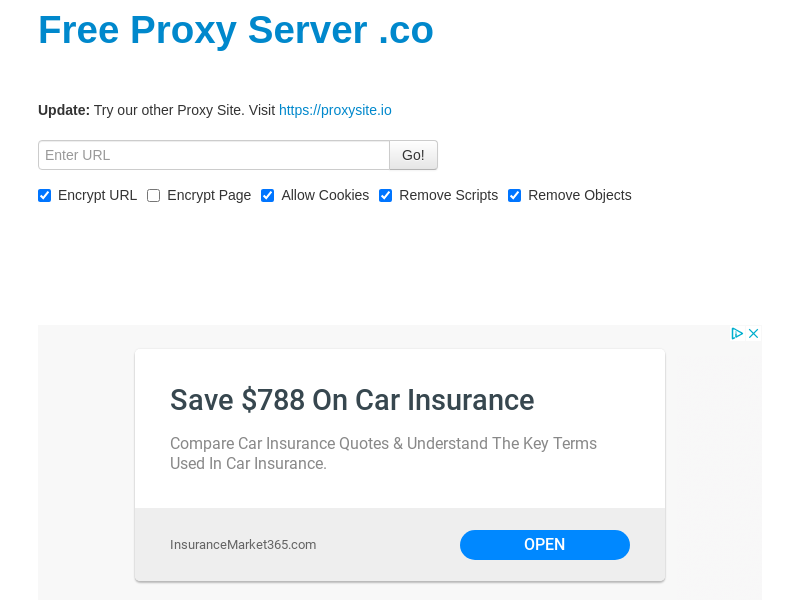 Free Proxy Server .co
Update: Try our other Proxy Site. Visit https://proxysite.io
Enter URL Go!
Encrypt URL Encrypt Page Allow Cookies Remove Scripts Remove Objects
Save $788 On Car Insurance
Compare Car Insurance Quotes & Understand The Key Terms
Used In Car Insurance.
InsuranceMarket365.com OPEN